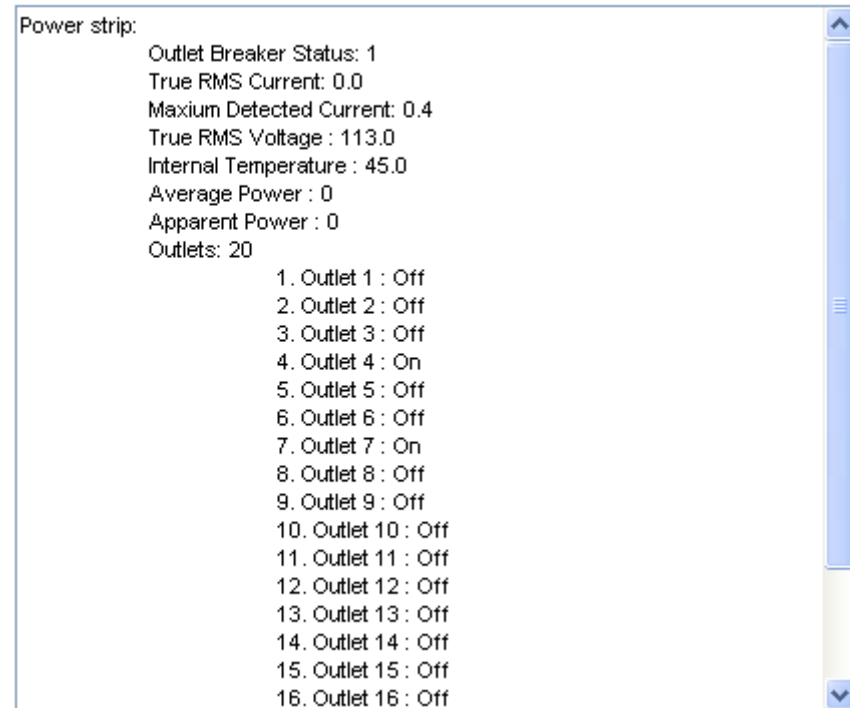 Power strip:
Outlet Breaker Status: 1
True RMS Current: 0.0
Maxium Detected Current: 0.4
True RMS Voltage : 113.0
Internal Temperature : 45.0
Average Power : 0
Apparent Power : 0
Outlets: 20
1. Outlet 1 : Off
2. Outlet 2 : Off
3. Outlet 3 : Off
4. Outlet 4 : On
5. Outlet 5 : Off
6. Outlet 6 : Off
7. Outlet 7 : On
8. Outlet 8 : Off
9. Outlet 9 : Off
10. Outlet 10 : Off
11. Outlet 11 : Off
12. Outlet 12 : Off
13. Outlet 13 : Off
14. Outlet 14 : Off
15. Outlet 15 : Off
16. Outlet 16 : Off